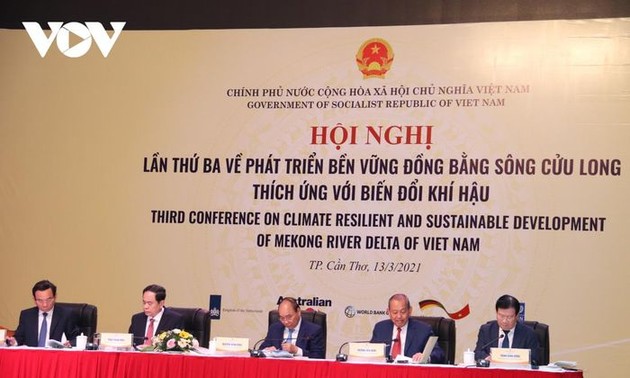 VOV
CHÍNH PHỦ NƯỚC CỘNG HÒA XÃ HỘI CHỦ NGHĨA VIỆT NAM
GOVERNMENT OF SOCIALIST REPUBLIC OF VIET NAM
HỘI NGHỊ
LẦN THỨ BA VỀ PHÁT TRIỂN BỀN VỮNG ĐỒNG BẰNG SÔNG CỬU LONG
THÍCH ỨNG VỚI BIẾN ĐỔI KHÍ HẬU
THIRD CONFERENCE ON CLIMATE RESILIENT AND SUSTAINABLE DEVELOPMENT
OF MEKONG RIVER DELTA OF VIET NAM
TP. Cần Thơ, 13/3/2021
Australian
WORLD BANK